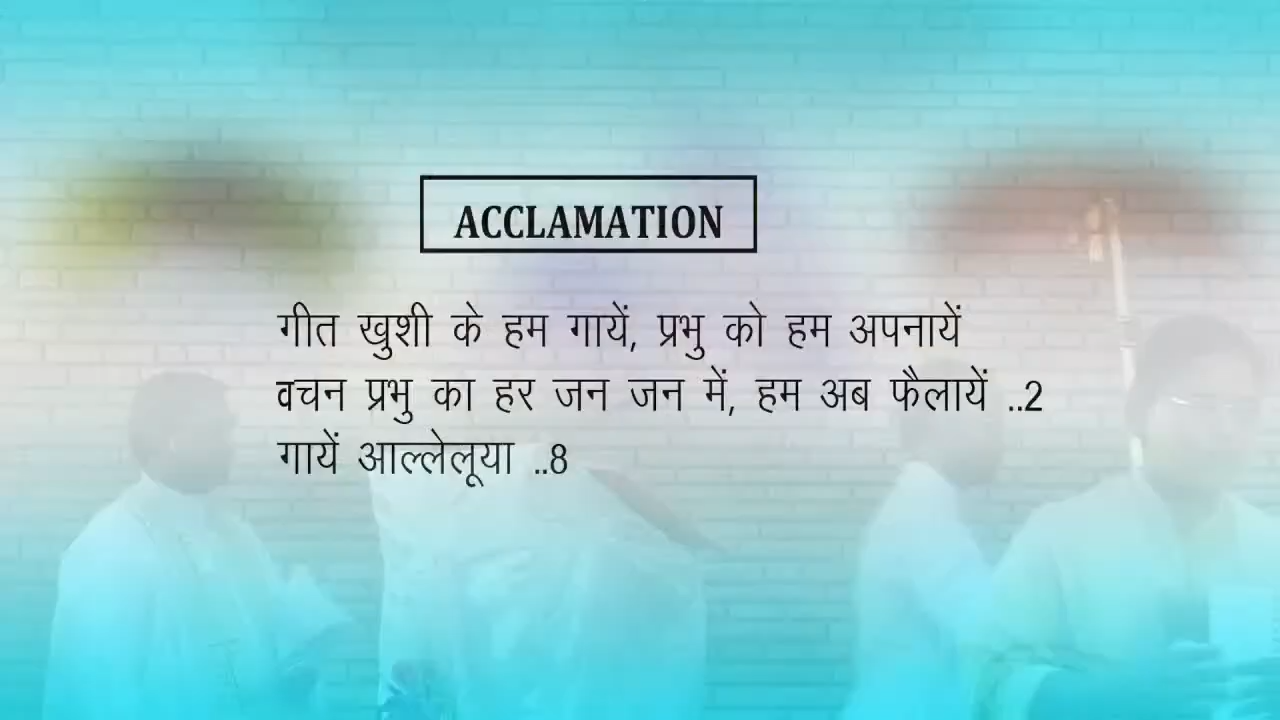 ACCLAMATION
गीत खुशी के हम गायें, प्रभु को हम अपनायें
वचन प्रभु का हर जन जन में, हम अब फैलायें ..2
गायें आल्लेलूया ..8